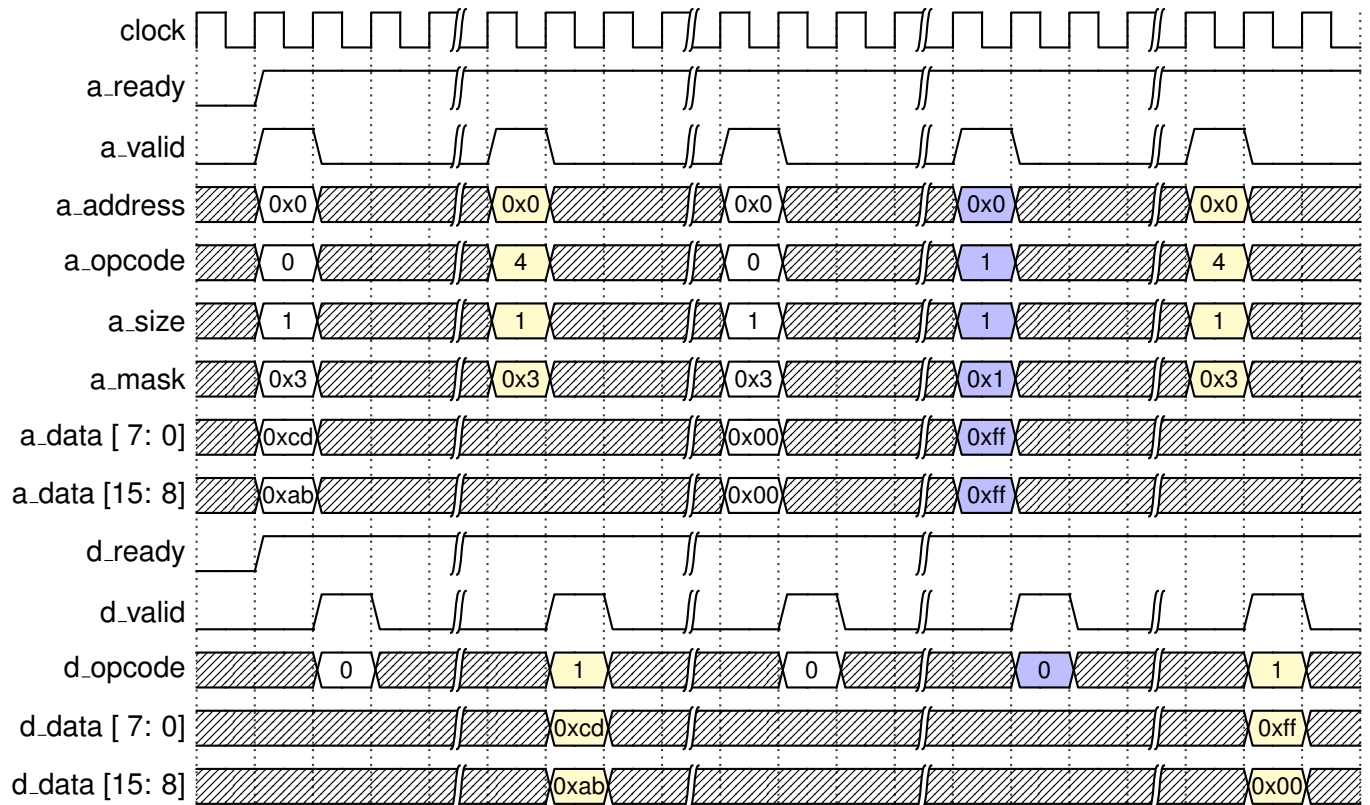 clock
a_ready
a_valid
a_address 0x0 0x0 0x0 0x0 0x0
a_opcode 0 4 0 1 4
a_size 1 1 1 1 1
a_mask 0x3 0x3 0x3 0x1 0x3
a_data [ 7: 0] 0xcd 0x00 0xff
a_data [15: 8] 0xab 0x00 0xff
d_ready
d_valid
d_opcode 0 1 0 0 1
d_data [ 7: 0] 0xcd 0xff
d_data [15: 8] 0xab 0x00